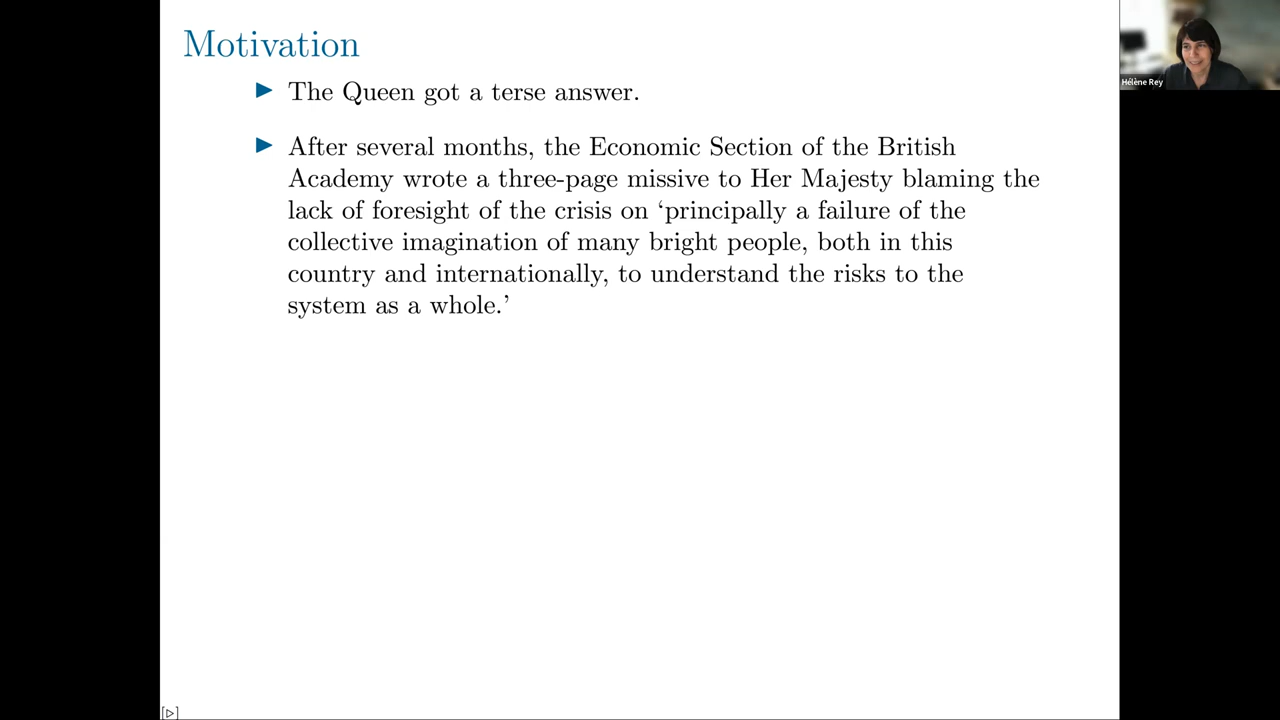 Motivation
▶ The Queen got a terse answer.
▶ After several months, the Economic Section of the British
Academy wrote a three-page missive to Her Majesty blaming the
lack of foresight of the crisis on ‘principally a failure of the
collective imagination of many bright people, both in this
country and internationally, to understand the risks to the
system as a whole.’
Hélène Rey